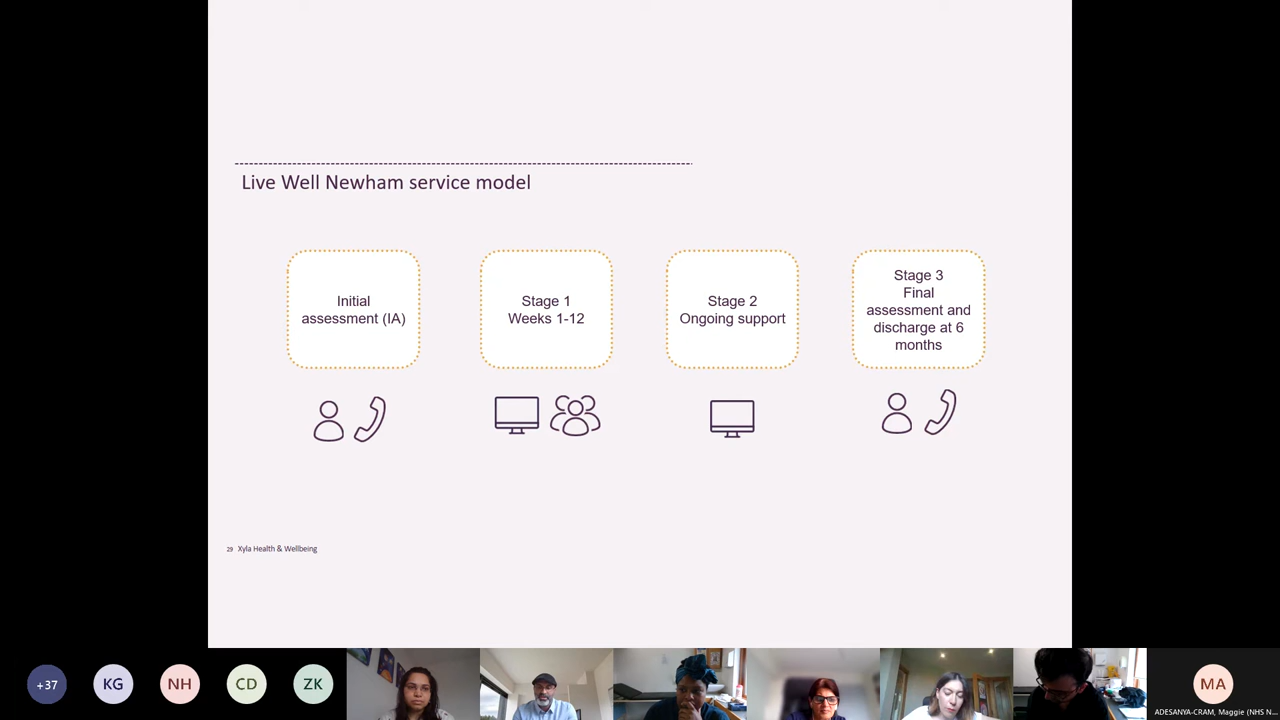 Live Well Newham service model
Initial
assessment (IA)
Stage 1
Weeks 1-12
Stage 2
Ongoing support
Stage 3
Final
assessment and
discharge at 6
months
29 Xyla Health & Wellbeing
+37
KG
NH
CD
ZK
MA
ADESANYA-CRAM, Maggie (NHS N...